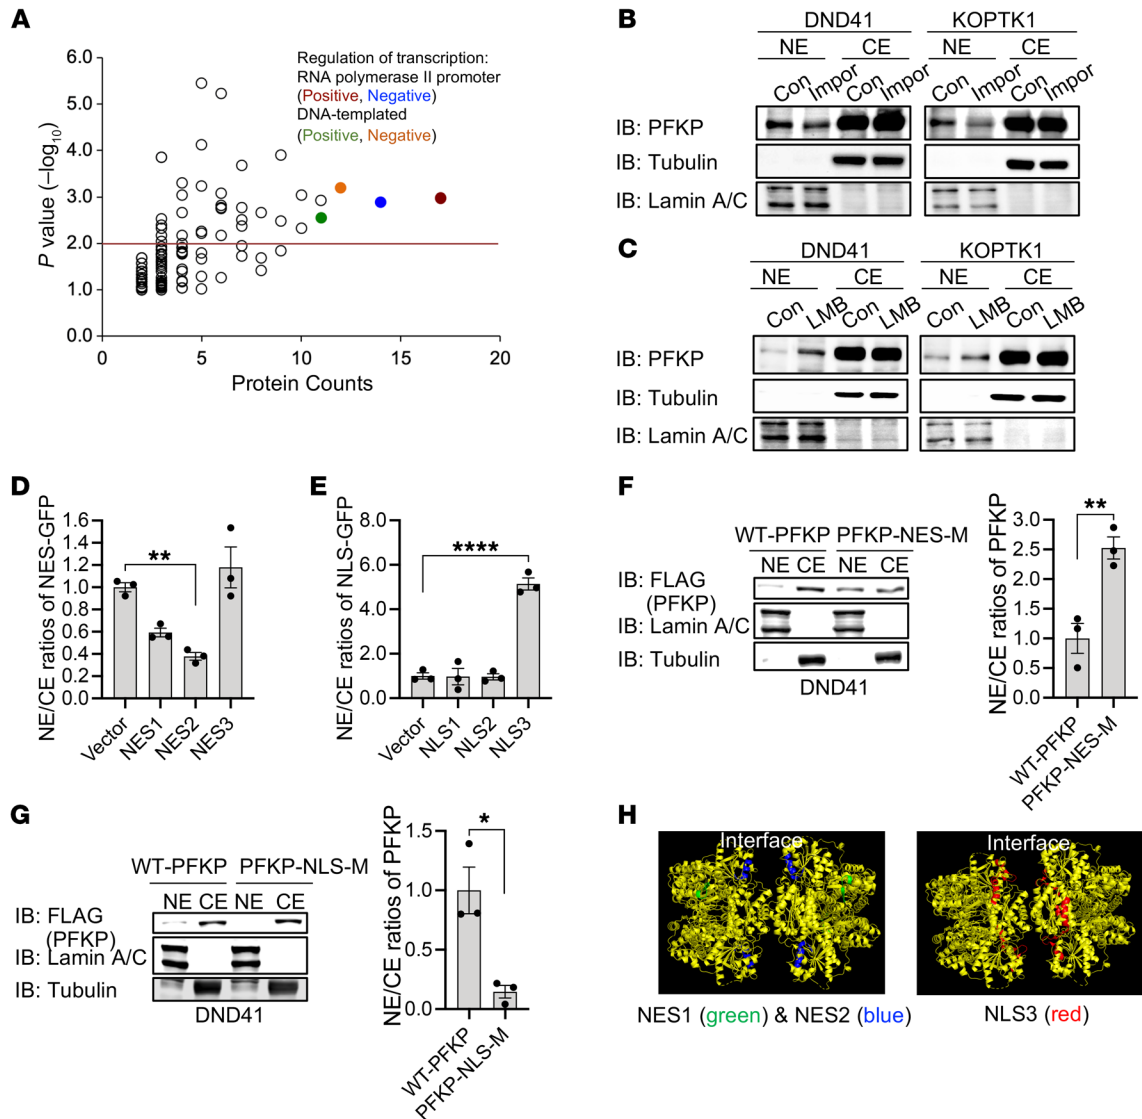 A
6.0
5.0
4.0
3.0
2.0
1.0
0.0
P value (–log10)
0
5
10
15
20
Protein Counts
Regulation of transcription:
RNA polymerase II promoter
(Positive, Negative)
DNA-templated
(Positive, Negative)
B
DND41
KOPTK1
NE
CE
NE
CE
Con
Impor
Con
Impor
Con
Impor
Con
Impor
IB: PFKP
IB: Tubulin
IB: Lamin A/C
C
DND41
KOPTK1
NE
CE
NE
CE
Con
LMB
Con
LMB
Con
LMB
Con
LMB
IB: PFKP
IB: Tubulin
IB: Lamin A/C
D
NE/CE ratios of NES-GFP
1.6
1.4
1.2
1.0
0.8
0.6
0.4
0.2
0
**
Vector
NES1
NES2
NES3
E
NE/CE ratios of NLS-GFP
8.0
6.0
4.0
2.0
0.0
****
Vector
NLS1
NLS2
NLS3
F
WT-PFKP PFKP-NES-M
NE CE NE CE
IB: FLAG
(PFKP)
IB: Lamin A/C
IB: Tubulin
DND41
NE/CE ratios of PFKP
3.0
2.5
2.0
1.5
1.0
0.5
0.0
**
WT-PFKP
PFKP-NES-M
G
WT-PFKP PFKP-NLS-M
NE CE NE CE
IB: FLAG
(PFKP)
IB: Lamin A/C
IB: Tubulin
DND41
NE/CE ratios of PFKP
1.5
1.0
0.5
0.0
*
WT-PFKP
PFKP-NLS-M
H
Interface
Interface
NES1 (green) & NES2 (blue)
NLS3 (red)